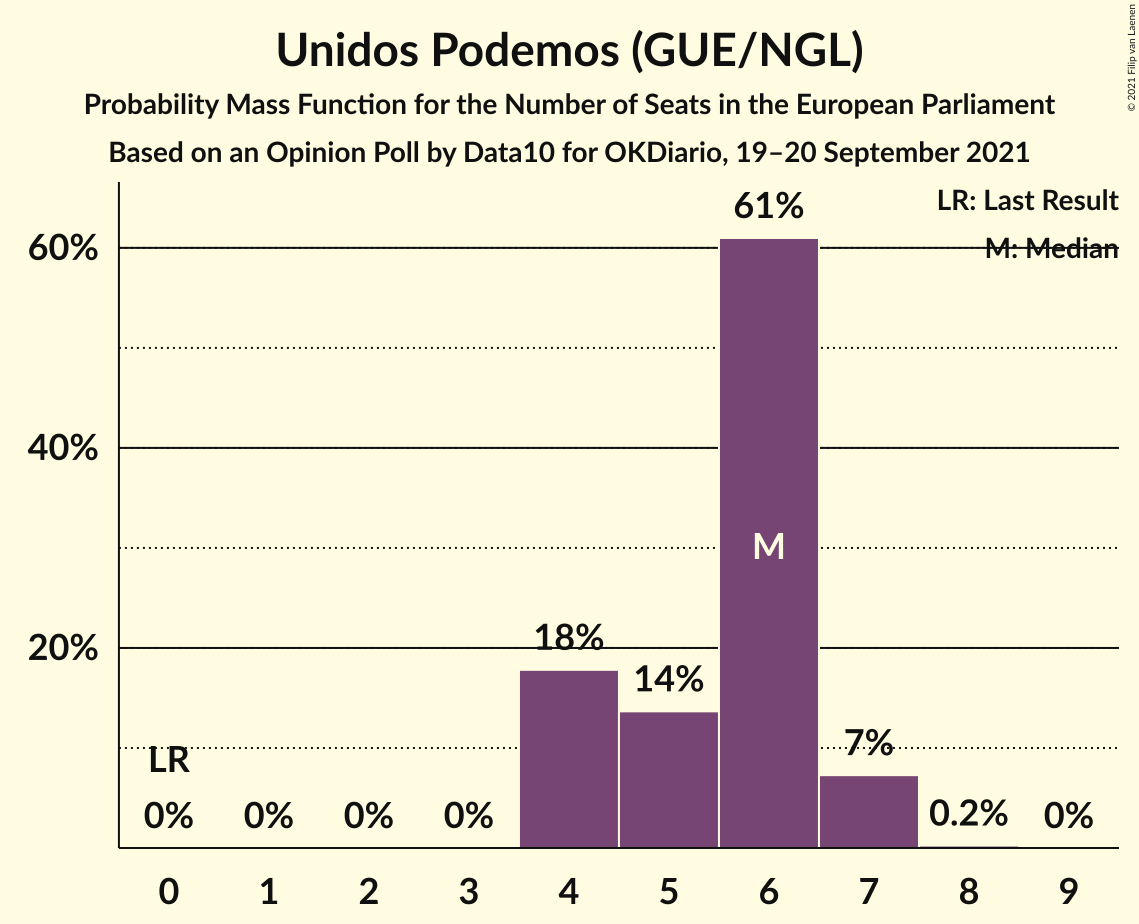 Unidos Podemos (GUE/NGL)
Probability Mass Function for the Number of Seats in the European Parliament
Based on an Opinion Poll by Data10 for OKDiario, 19–20 September 2021
© 2021 Filip van Laenen
LR: Last Result
M: Median
60%
40%
20%
61%
M
18%
14%
7%
LR
0%
0%
0%
0%
0.2%
0%
0 1 2 3 4 5 6 7 8 9